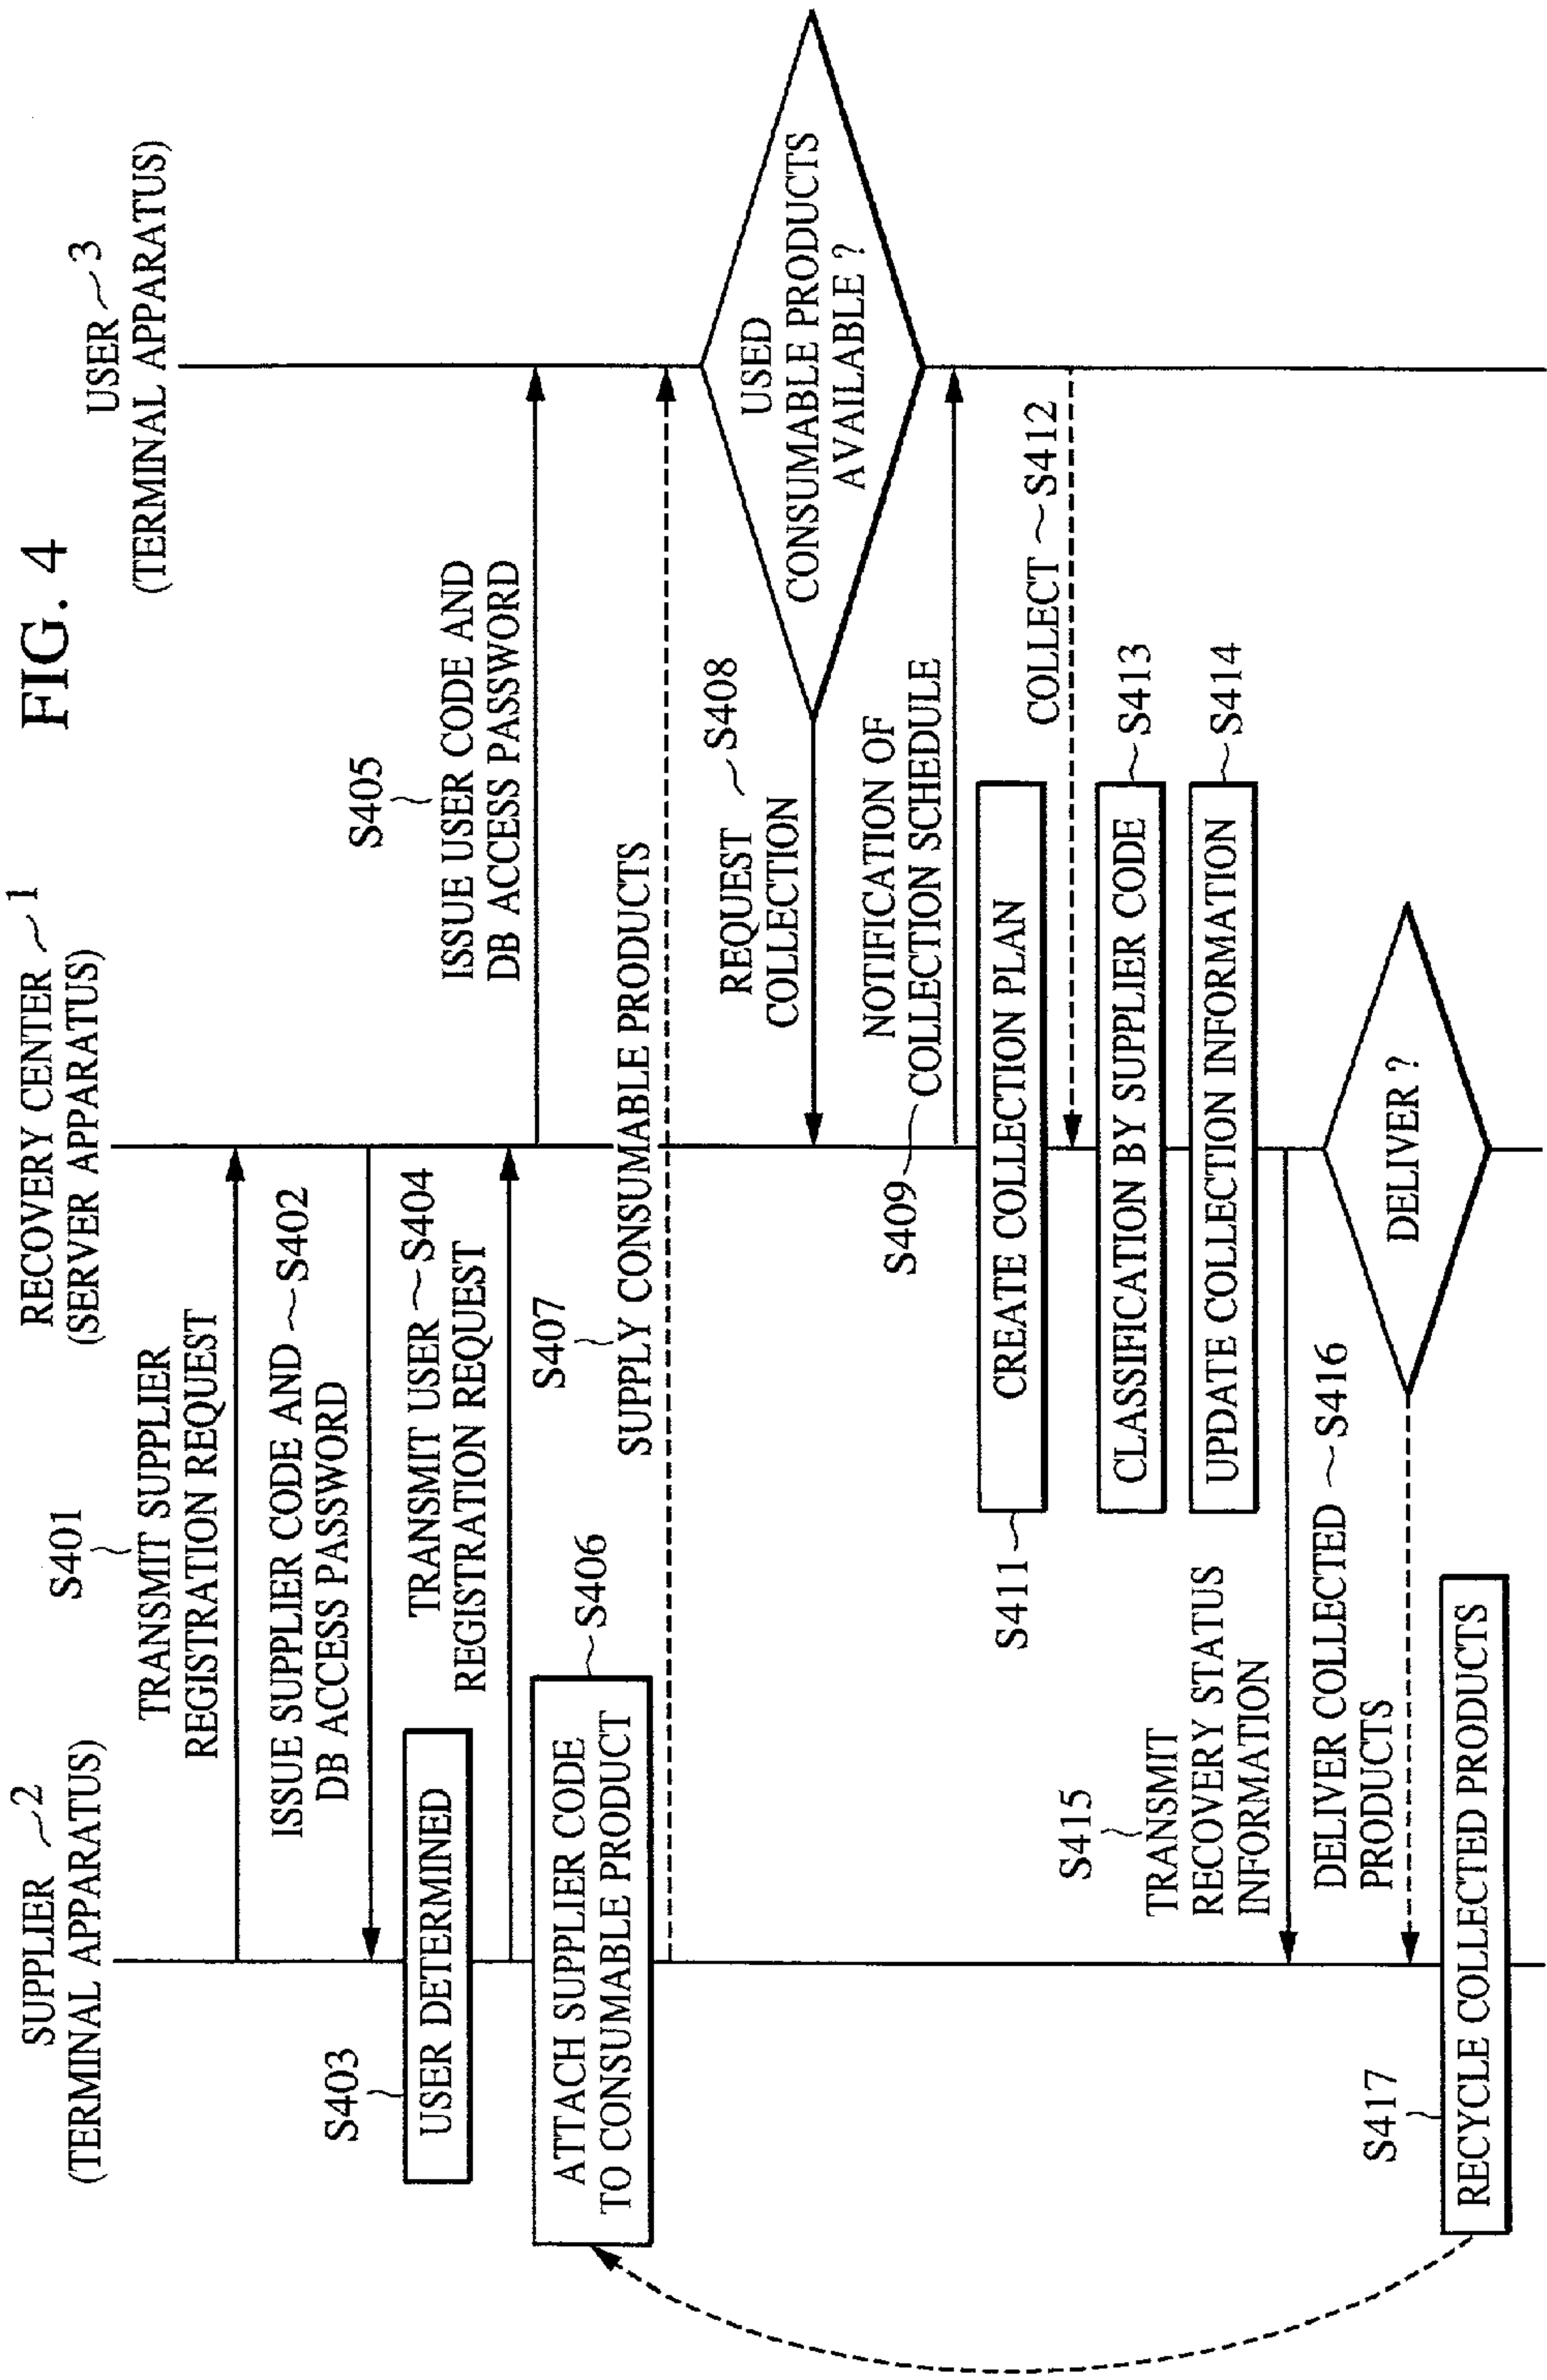 FIG. 4
SUPPLIER 2
(TERMINAL APPARATUS)
RECOVERY CENTER 1
(SERVER APPARATUS)
USER 3
(TERMINAL APPARATUS)
S401
TRANSMIT SUPPLIER
REGISTRATION REQUEST
ISSUE SUPPLIER CODE AND S402
DB ACCESS PASSWORD
S403
USER DETERMINED
TRANSMIT USER S404
REGISTRATION REQUEST
S405
ISSUE USER CODE AND
DB ACCESS PASSWORD
ATTACH SUPPLIER CODE
TO CONSUMABLE PRODUCT
S406
S407
SUPPLY CONSUMABLE PRODUCTS
USED
CONSUMABLE PRODUCTS
AVAILABLE ?
REQUEST S408
COLLECTION
NOTIFICATION OF
S409 COLLECTION SCHEDULE
S411 CREATE COLLECTION PLAN
COLLECT S412
CLASSIFICATION BY SUPPLIER CODE S413
UPDATE COLLECTION INFORMATION S414
S415
TRANSMIT
RECOVERY STATUS
INFORMATION
DELIVER ?
DELIVER COLLECTED S416
PRODUCTS
S417
RECYCLE COLLECTED PRODUCTS